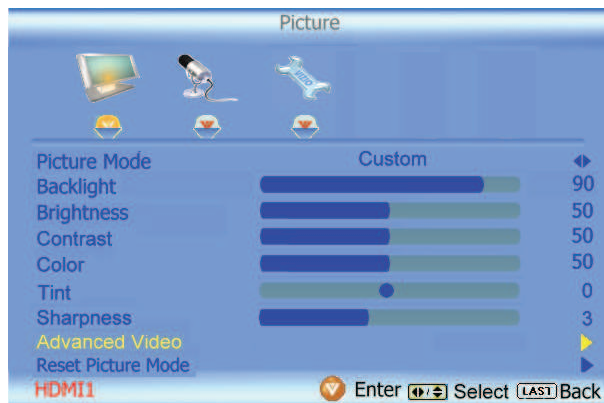 Picture
Picture Mode Custom
Backlight 90
Brightness 50
Contrast 50
Color 50
Tint 0
Sharpness 3
Advanced Video
Reset Picture Mode
HDMI1 Enter Select LAST Back